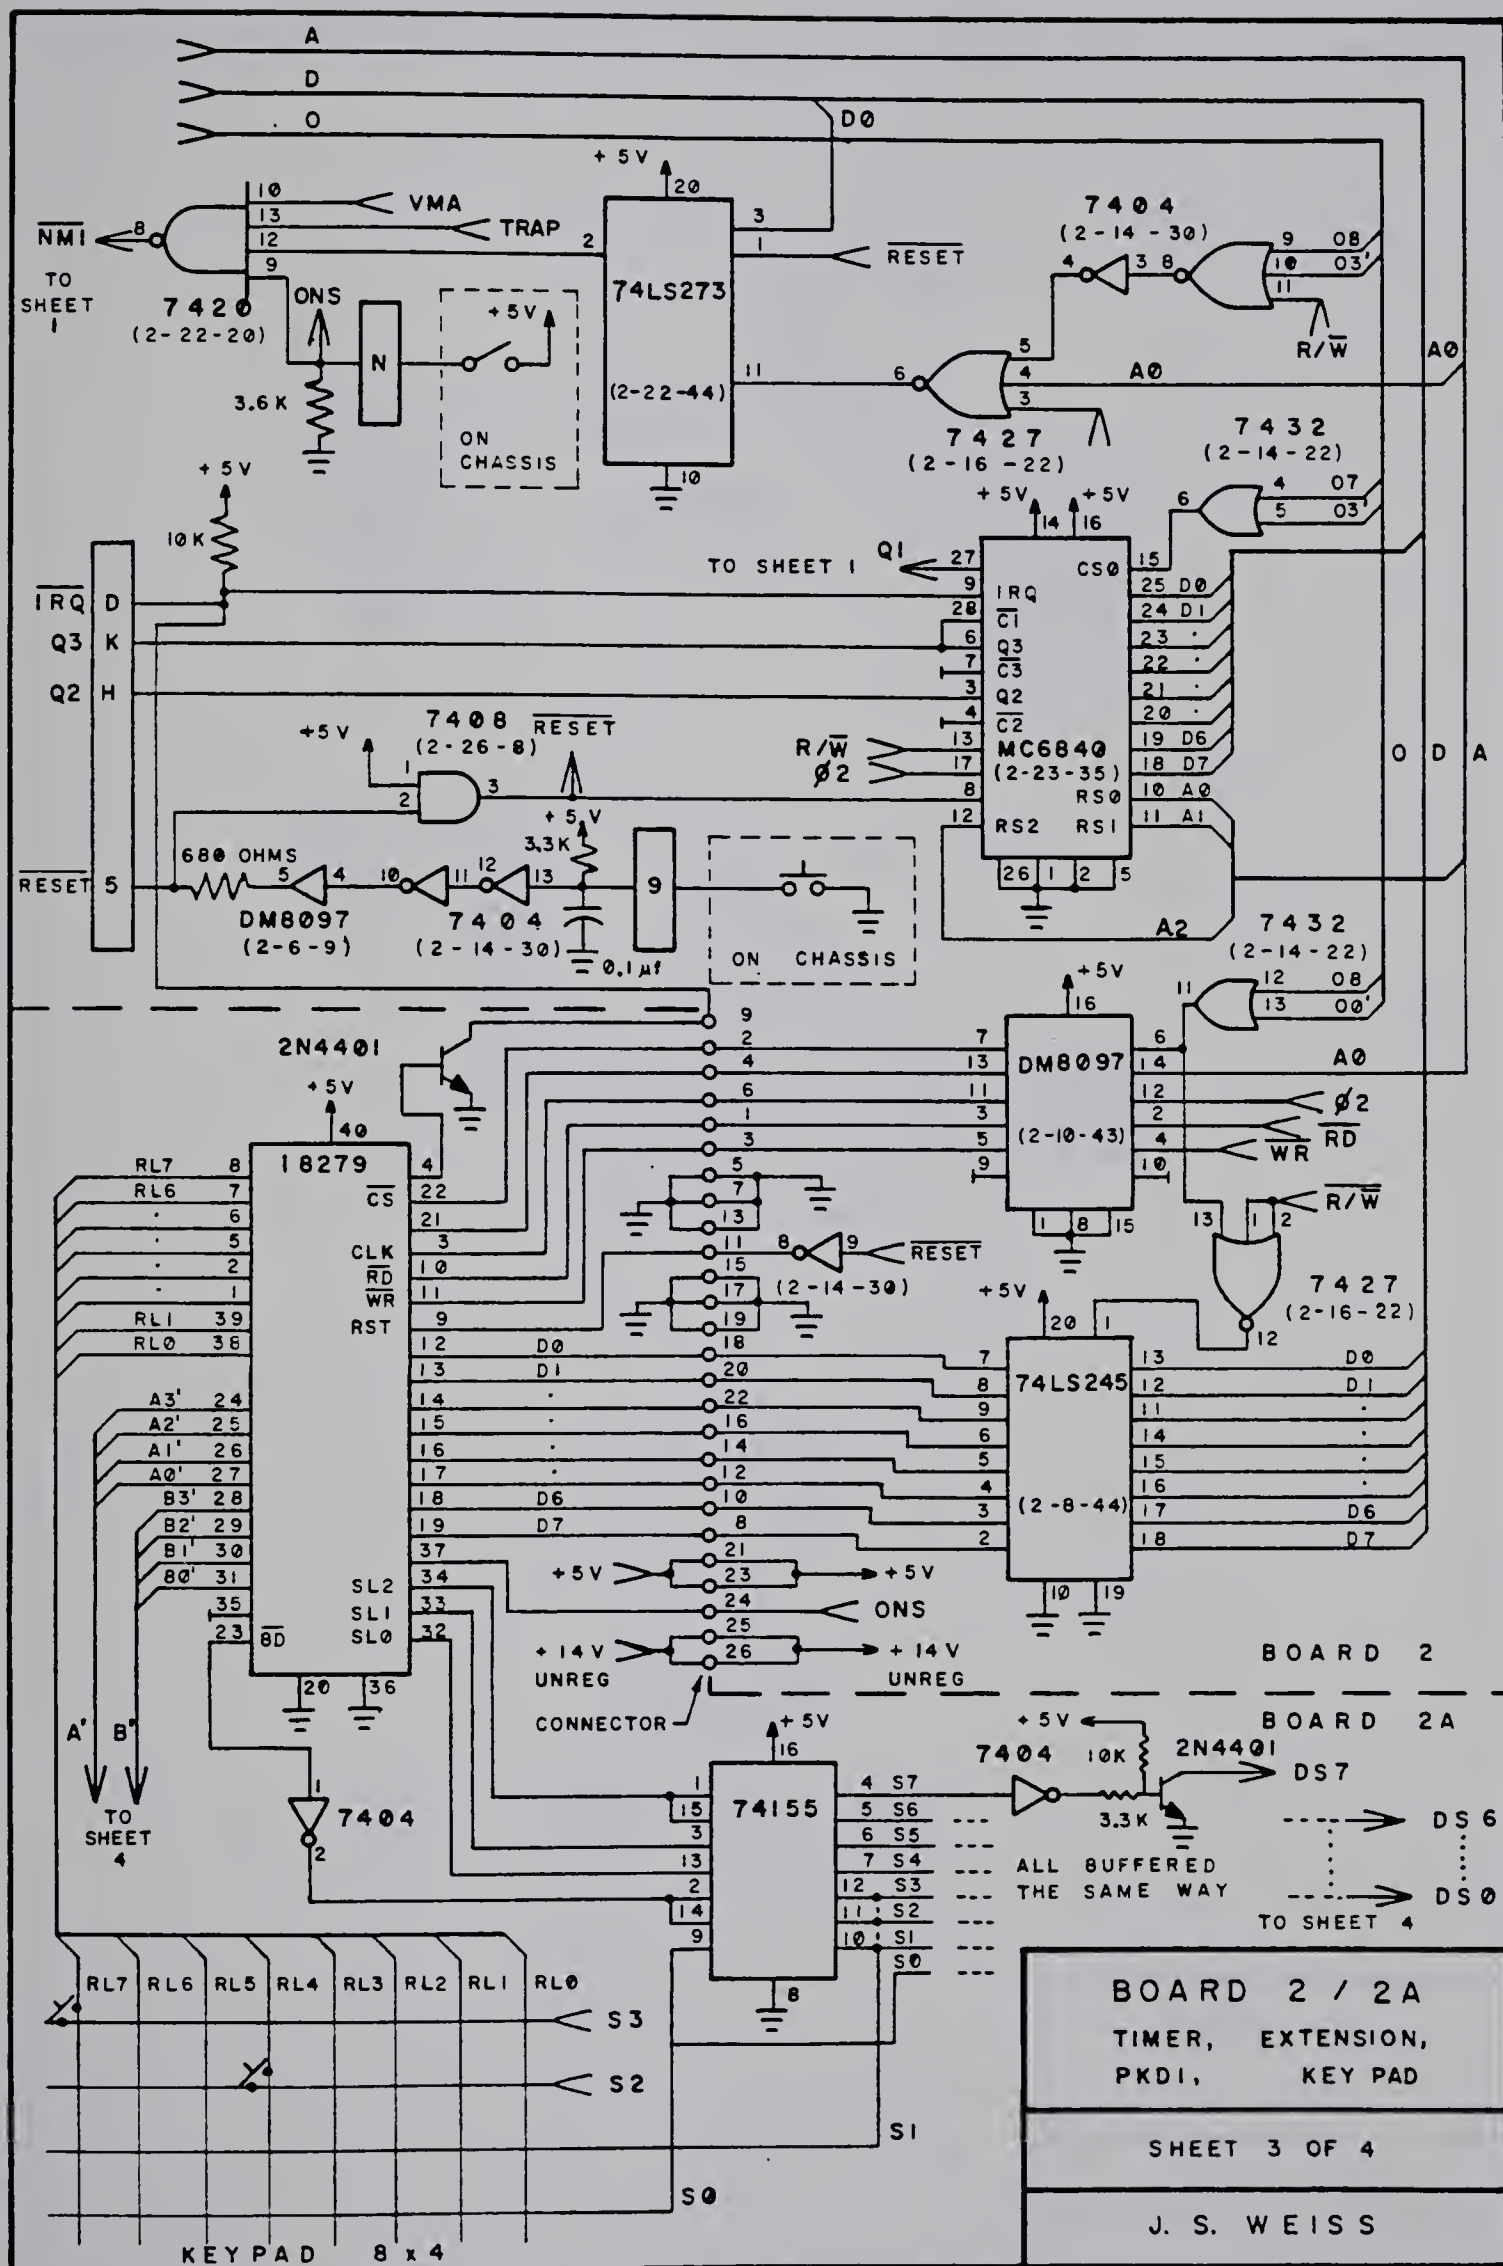 A
D
O
D0
+ 5V
20
10
VMA
13
TRAP
12
9
8
NMI
TO
SHEET
1
7420
(2-22-20)
ONS
N
+5V
ON
CHASSIS
3.6K
2
3
1
RESET
74LS273
(2-22-44)
11
10
7404
(2-14-30)
4
3
8
9
O8
10
O3'
11
R/W
6
5
4
3
A0
A0
7427
(2-16-22)
7432
(2-14-22)
6
4
O7
5
O3'
+ 5V
10K
IRQ
D
Q3
K
Q2
H
RESET
5
TO SHEET 1
Q1
+ 5V
+5V
14
16
27
9
IRQ
28
C1
6
Q3
7
C3
3
Q2
4
C2
13
MC6840
17
(2-23-35)
8
RS0
12
RS2
RS1
CS0
15
25
D0
24
D1
23
.
22
.
21
.
20
.
19
D6
18
D7
10
A0
11
A1
26
1
2
5
A2
R/W
Ø2
O
D
A
+5V
7408
(2-26-8)
RESET
1
2
3
680 OHMS
5
4
10
11
12
13
DM8097
(2-6-9)
7404
(2-14-30)
+ 5 V
3.3K
0.1 µf
9
ON CHASSIS
7432
(2-14-22)
11
12
O8
13
O0'
+5V
16
DM8097
(2-10-43)
7
13
11
3
5
9
6
14
A0
12
Ø2
2
RD
4
WR
10
1
8
15
R/W
13
1
2
7427
(2-16-22)
12
2N4401
+5V
40
I8279
RL7
8
RL6
7
.
6
.
5
.
2
.
1
RL1
39
RL0
38
A3'
24
A2'
25
A1'
26
A0'
27
B3'
28
B2'
29
B1'
30
B0'
31
35
23
BD
20
36
4
CS
22
21
CLK
3
RD
10
WR
11
RST
9
12
D0
13
D1
14
.
15
.
16
.
17
.
18
D6
19
D7
37
SL2
34
SL1
33
SL0
32
9
2
4
6
1
3
5
7
13
11
15
17
19
18
20
22
16
14
12
10
8
21
23
24
25
26
8
9
RESET
(2-14-30)
+5V
20
1
74LS245
(2-8-44)
7
8
9
6
5
4
3
2
13
D0
12
D1
11
.
14
.
15
.
16
.
17
D6
18
D7
10
19
+5V
+5V
ONS
+ 14 V
UNREG
+ 14 V
UNREG
CONNECTOR
BOARD 2
BOARD 2A
A'
B'
TO
SHEET
4
1
7404
2
+ 5V
16
74155
1
15
3
13
2
14
9
8
4
S7
5
S6
6
S5
7
S4
12
S3
11
S2
10
S1
S0
+ 5V
7404
10K
2N4401
3.3K
DS7
DS6
DS0
ALL BUFFERED
THE SAME WAY
TO SHEET 4
RL7
RL6
RL5
RL4
RL3
RL2
RL1
RL0
S3
S2
S1
S0
KEYPAD 8 x 4
BOARD 2 / 2A
TIMER, EXTENSION,
PKDI, KEY PAD
SHEET 3 OF 4
J. S. WEISS